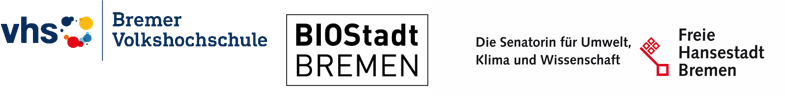 vhs
Bremer
Volkshochschule
BIOStadt
BREMEN
Die Senatorin für Umwelt,
Klima und Wissenschaft
Freie
Hansestadt
Bremen